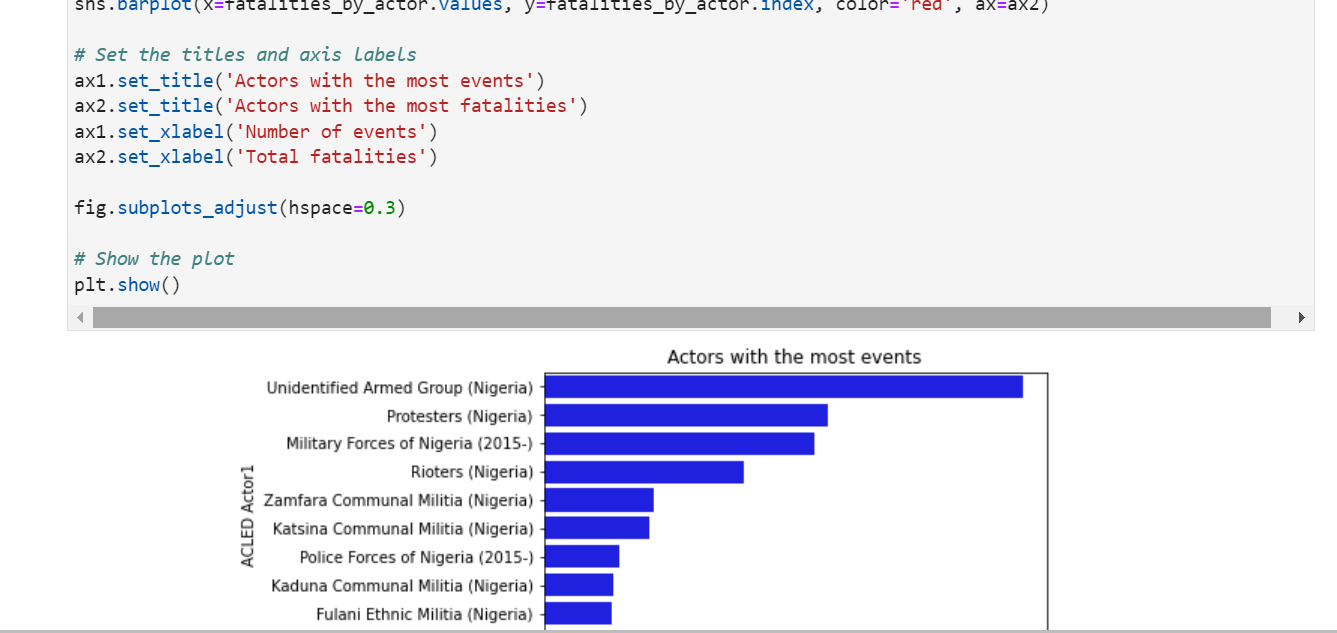 sns.barplot(x=fatalities_by_actor.values, y=fatalities_by_actor.index, color='red', ax=ax2)
# Set the titles and axis labels
ax1.set_title('Actors with the most events')
ax2.set_title('Actors with the most fatalities')
ax1.set_xlabel('Number of events')
ax2.set_xlabel('Total fatalities')
fig.subplots_adjust(hspace=0.3)
# Show the plot
plt.show()
Actors with the most events
Unidentified Armed Group (Nigeria)
Protesters (Nigeria)
Military Forces of Nigeria (2015-)
Rioters (Nigeria)
Zamfara Communal Militia (Nigeria)
Katsina Communal Militia (Nigeria)
Police Forces of Nigeria (2015-)
Kaduna Communal Militia (Nigeria)
Fulani Ethnic Militia (Nigeria)
ACLED Actor1